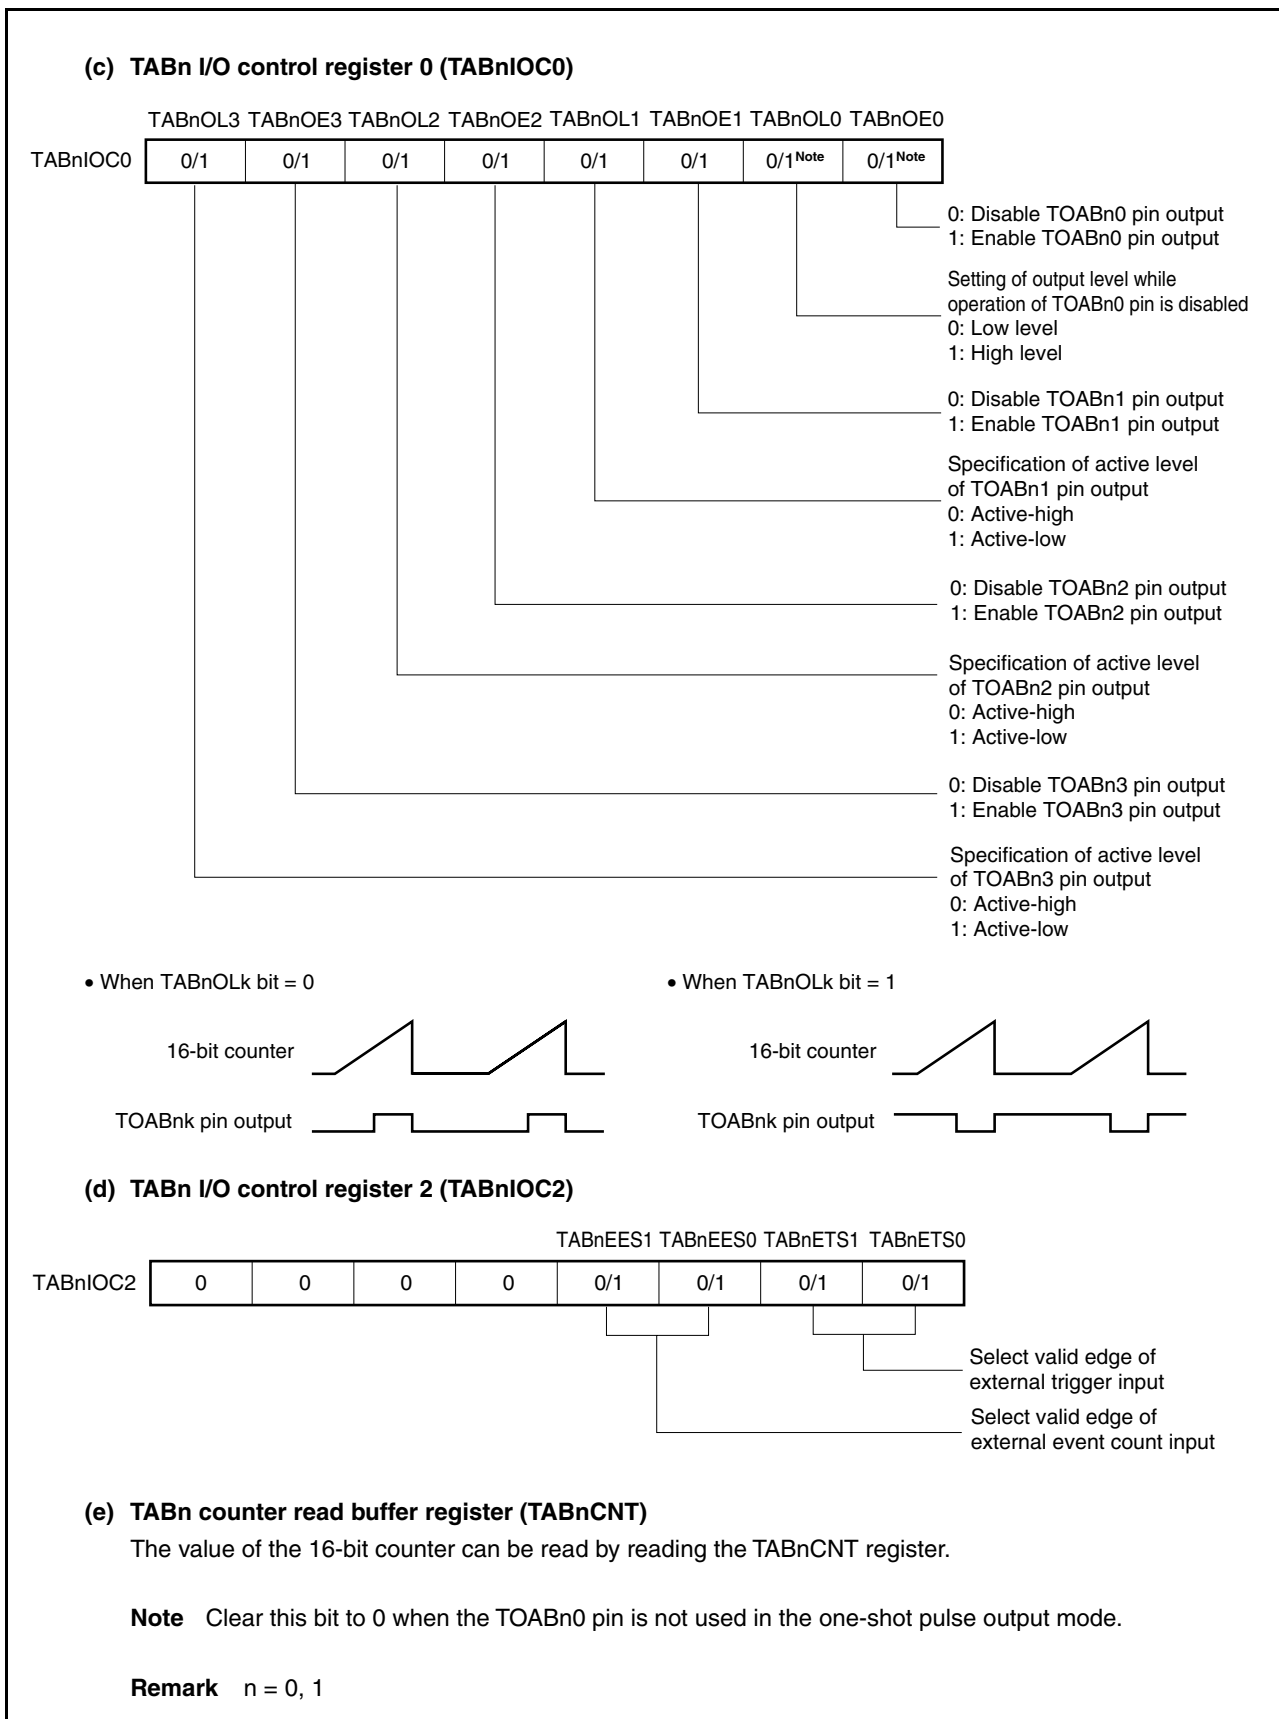 (c) TABn I/O control register 0 (TABnIOC0)
TABnOL3 TABnOE3 TABnOL2 TABnOE2 TABnOL1 TABnOE1 TABnOL0 TABnOE0
TABnIOC0 0/1 0/1 0/1 0/1 0/1 0/1 0/1Note 0/1Note
0: Disable TOABn0 pin output
1: Enable TOABn0 pin output
Setting of output level while
operation of TOABn0 pin is disabled
0: Low level
1: High level
0: Disable TOABn1 pin output
1: Enable TOABn1 pin output
Specification of active level
of TOABn1 pin output
0: Active-high
1: Active-low
0: Disable TOABn2 pin output
1: Enable TOABn2 pin output
Specification of active level
of TOABn2 pin output
0: Active-high
1: Active-low
0: Disable TOABn3 pin output
1: Enable TOABn3 pin output
Specification of active level
of TOABn3 pin output
0: Active-high
1: Active-low
• When TABnOLk bit = 0
16-bit counter
TOABnk pin output
• When TABnOLk bit = 1
16-bit counter
TOABnk pin output
(d) TABn I/O control register 2 (TABnIOC2)
TABnEES1 TABnEES0 TABnETS1 TABnETS0
TABnIOC2 0 0 0 0 0/1 0/1 0/1 0/1
Select valid edge of
external trigger input
Select valid edge of
external event count input
(e) TABn counter read buffer register (TABnCNT)
The value of the 16-bit counter can be read by reading the TABnCNT register.
Note Clear this bit to 0 when the TOABn0 pin is not used in the one-shot pulse output mode.
Remark n = 0, 1